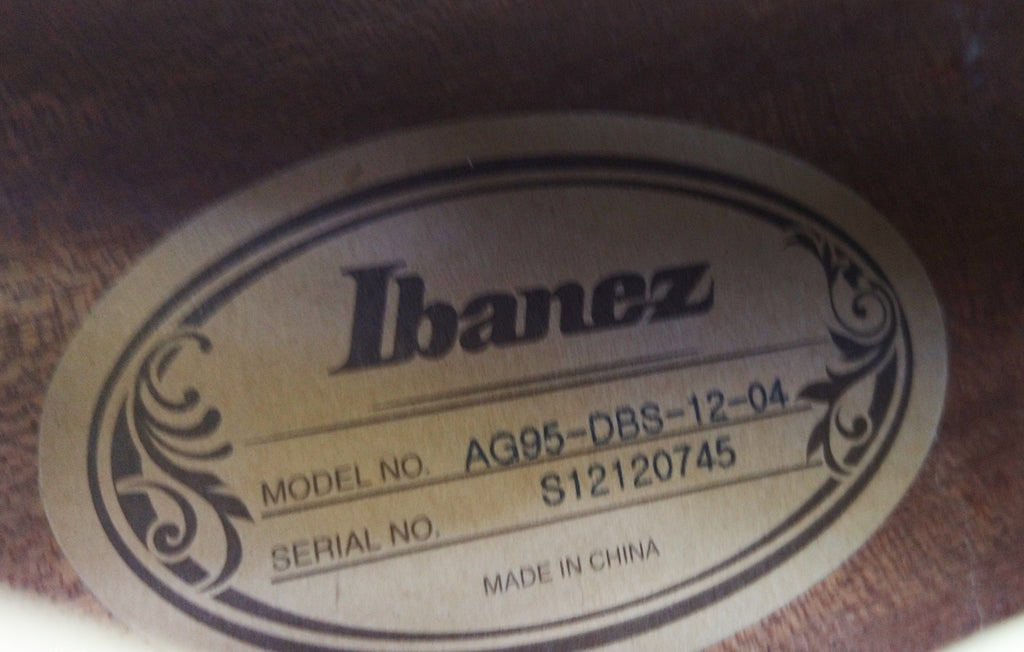 Ibanez
MODEL NO. AG95-DBS-12-04
SERIAL NO. S12120745
MADE IN CHINA